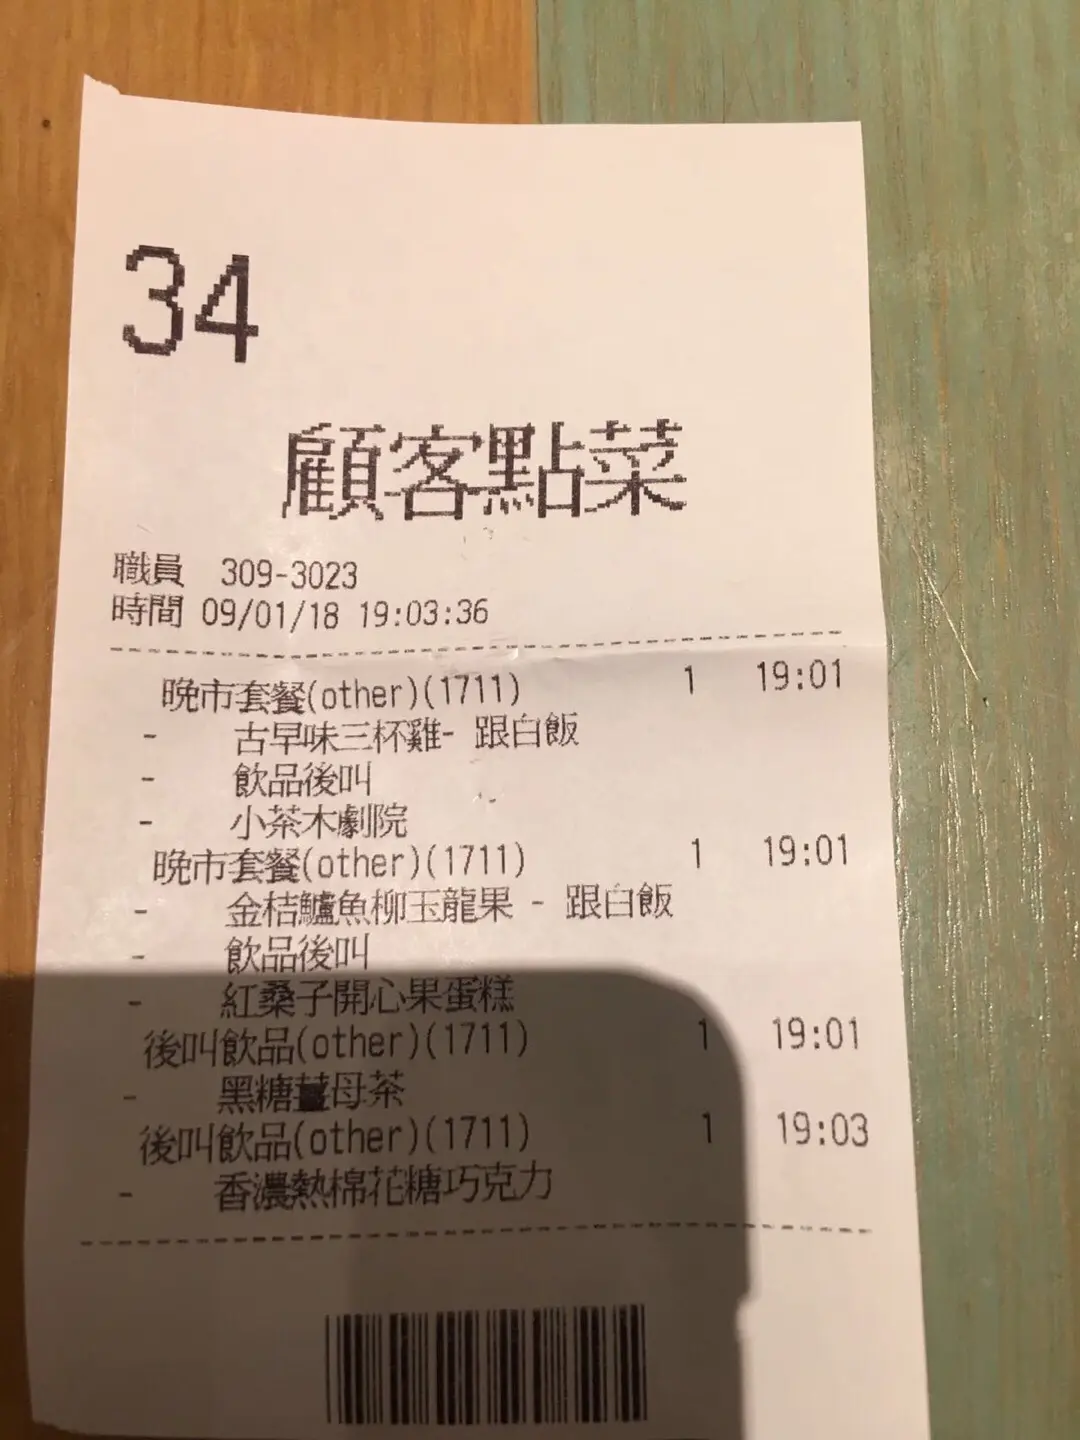 34
顧客點菜
職員 309-3023
時間 09/01/18 19:03:36
晚市套餐(other)(1711) 1 19:01
- 古早味三杯雞- 跟白飯
- 飲品後叫
- 小茶木劇院
晚市套餐(other)(1711) 1 19:01
- 金桔鱸魚柳玉龍果 - 跟白飯
- 飲品後叫
- 紅桑子開心果蛋糕
後叫飲品(other)(1711) 1 19:01
- 黑糖薑母茶
後叫飲品(other)(1711) 1 19:03
- 香濃熱棉花糖巧克力